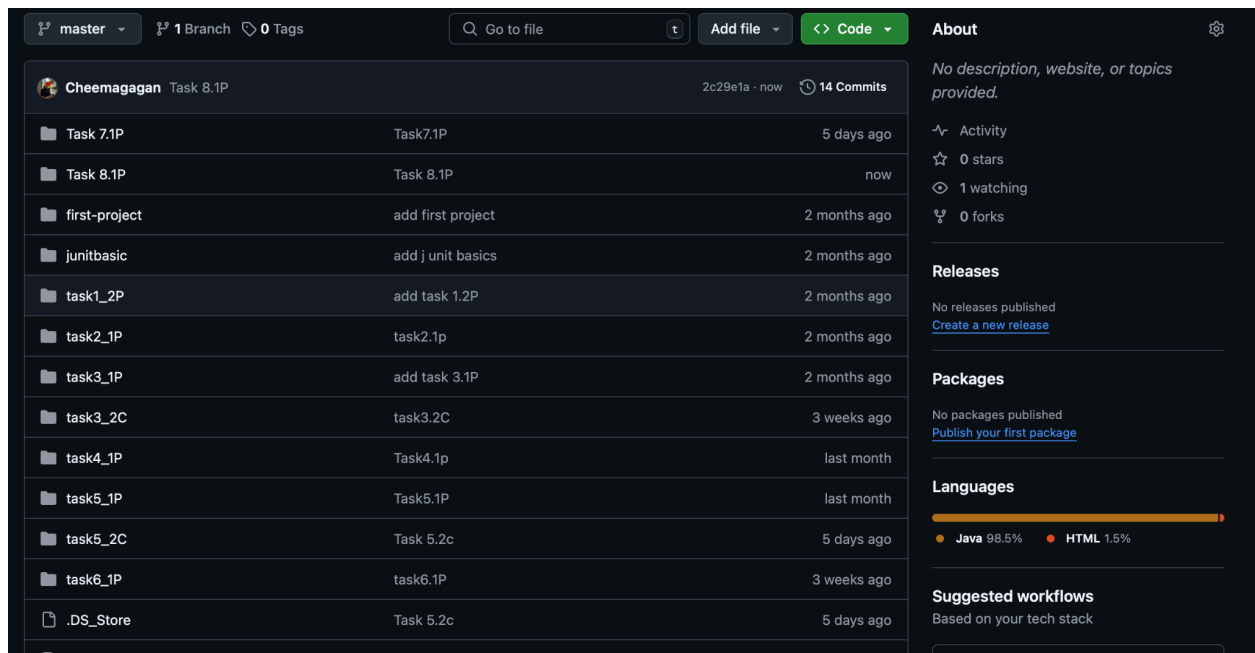 master
1 Branch
0 Tags
Go to file
t
Add file
<> Code
Cheemagagan Task 8.1P
2c29e1a · now
14 Commits
Task 7.1P Task7.1P 5 days ago
Task 8.1P Task 8.1P now
first-project add first project 2 months ago
junitbasic add j unit basics 2 months ago
task1_2P add task 1.2P 2 months ago
task2_1P task2.1p 2 months ago
task3_1P add task 3.1P 2 months ago
task3_2C task3.2C 3 weeks ago
task4_1P Task4.1p last month
task5_1P Task5.1P last month
task5_2C Task 5.2c 5 days ago
task6_1P task6.1P 3 weeks ago
.DS_Store Task 5.2c 5 days ago
About
No description, website, or topics
provided.
Activity
0 stars
1 watching
0 forks
Releases
No releases published
Create a new release
Packages
No packages published
Publish your first package
Languages
Java 98.5% HTML 1.5%
Suggested workflows
Based on your tech stack